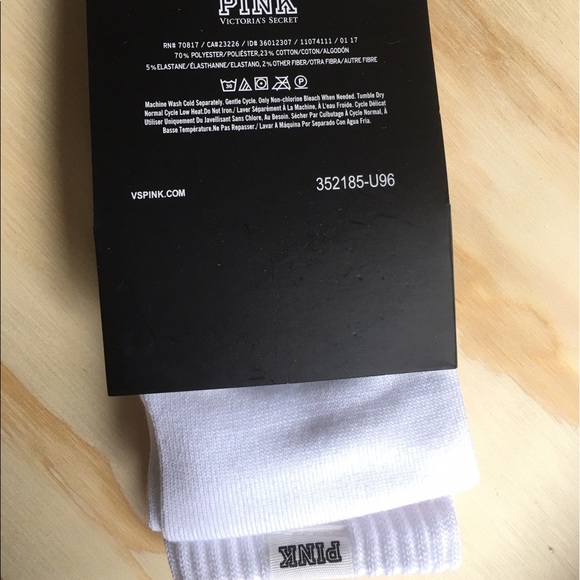 PINK
VICTORIA'S SECRET
RN# 70817 / CA#23226 / ID# 36012307 / 11074111 / 01 17
70% POLYESTER/POLIÉSTER, 23% COTTON/COTON/ALGODÓN
5% ELASTANE/ÉLASTHANNE/ELASTANO, 2% OTHER FIBER/OTRA FIBRA/AUTRE FIBRE
30
P
Machine Wash Cold Separately. Gentle Cycle. Only Non-chlorine Bleach When Needed. Tumble Dry
Normal Cycle Low Heat.Do Not Iron./ Laver Séparément À La Machine, À L'eau Froide. Cycle Délicat
Utiliser Uniquement Du Javellisant Sans Chlore, Au Besoin. Sécher Par Culbutage À Cycle Normal, À
Basse Température.Ne Pas Repasser./ Lavar A Máquina Por Separado Con Agua Fria.
VSPINK.COM
352185-U96
PINK